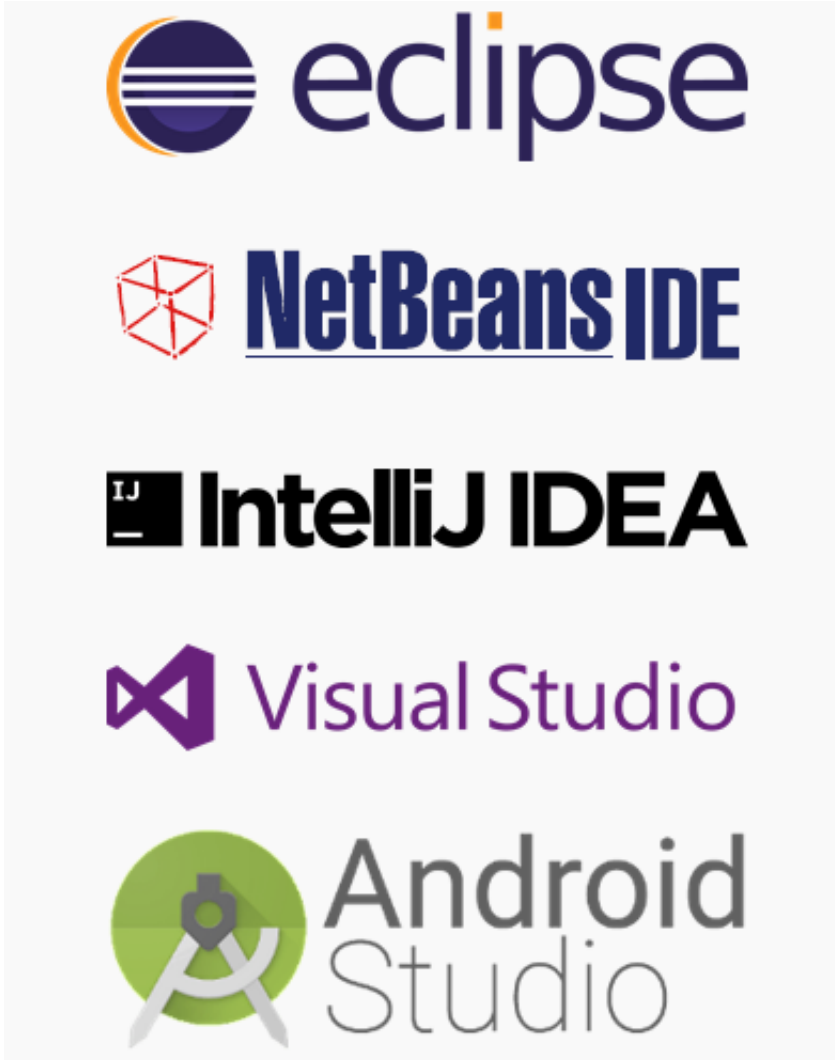 eclipse
NetBeans IDE
IJ
IntelliJ IDEA
Visual Studio
Android
Studio